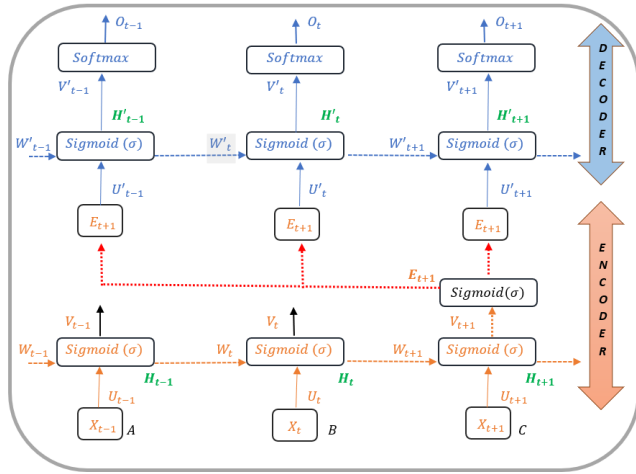 O_{t-1} O_t O_{t+1}
Softmax Softmax Softmax
V'_{t-1} V'_t V'_{t+1}
H'_{t-1} H'_t H'_{t+1}
W'_{t-1} Sigmoid (σ) W'_t Sigmoid (σ) W'_{t+1} Sigmoid (σ)
U'_{t-1} U'_t U'_{t+1}
E_{t+1} E_{t+1} E_{t+1}
E_{t+1}
Sigmoid(σ)
V_{t-1} V_t V_{t+1}
W_{t-1} Sigmoid (σ) W_t Sigmoid (σ) W_{t+1} Sigmoid (σ)
H_{t-1} H_t H_{t+1}
U_{t-1} U_t U_{t+1}
X_{t-1} A X_t B X_{t+1} C
DECODER
ENCODER